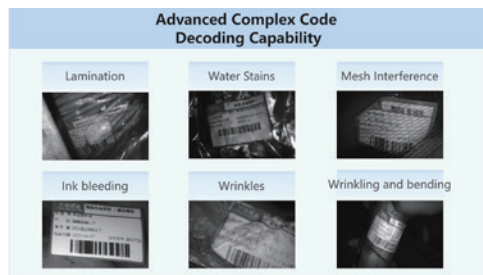 Advanced Complex Code
Decoding Capability
Lamination
Water Stains
Mesh Interference
Ink bleeding
Wrinkles
Wrinkling and bending